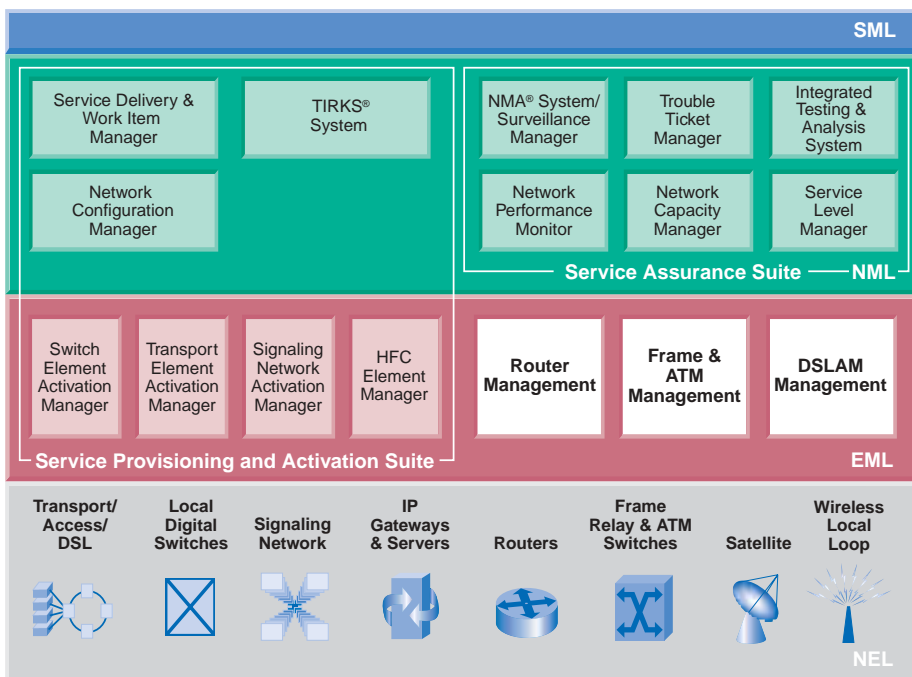 SML
Service Delivery &
Work Item
Manager
TIRKS®
System
NMA® System/
Surveillance
Manager
Trouble
Ticket
Manager
Integrated
Testing &
Analysis
System
Network
Configuration
Manager
Network
Performance
Monitor
Network
Capacity
Manager
Service
Level
Manager
Service Assurance Suite
NML
Switch
Element
Activation
Manager
Transport
Element
Activation
Manager
Signaling
Network
Activation
Manager
HFC
Element
Manager
Router
Management
Frame &
ATM
Management
DSLAM
Management
Service Provisioning and Activation Suite
EML
Transport/
Access/
DSL
Local
Digital
Switches
Signaling
Network
IP
Gateways
& Servers
Routers
Frame
Relay & ATM
Switches
Satellite
Wireless
Local
Loop
NEL